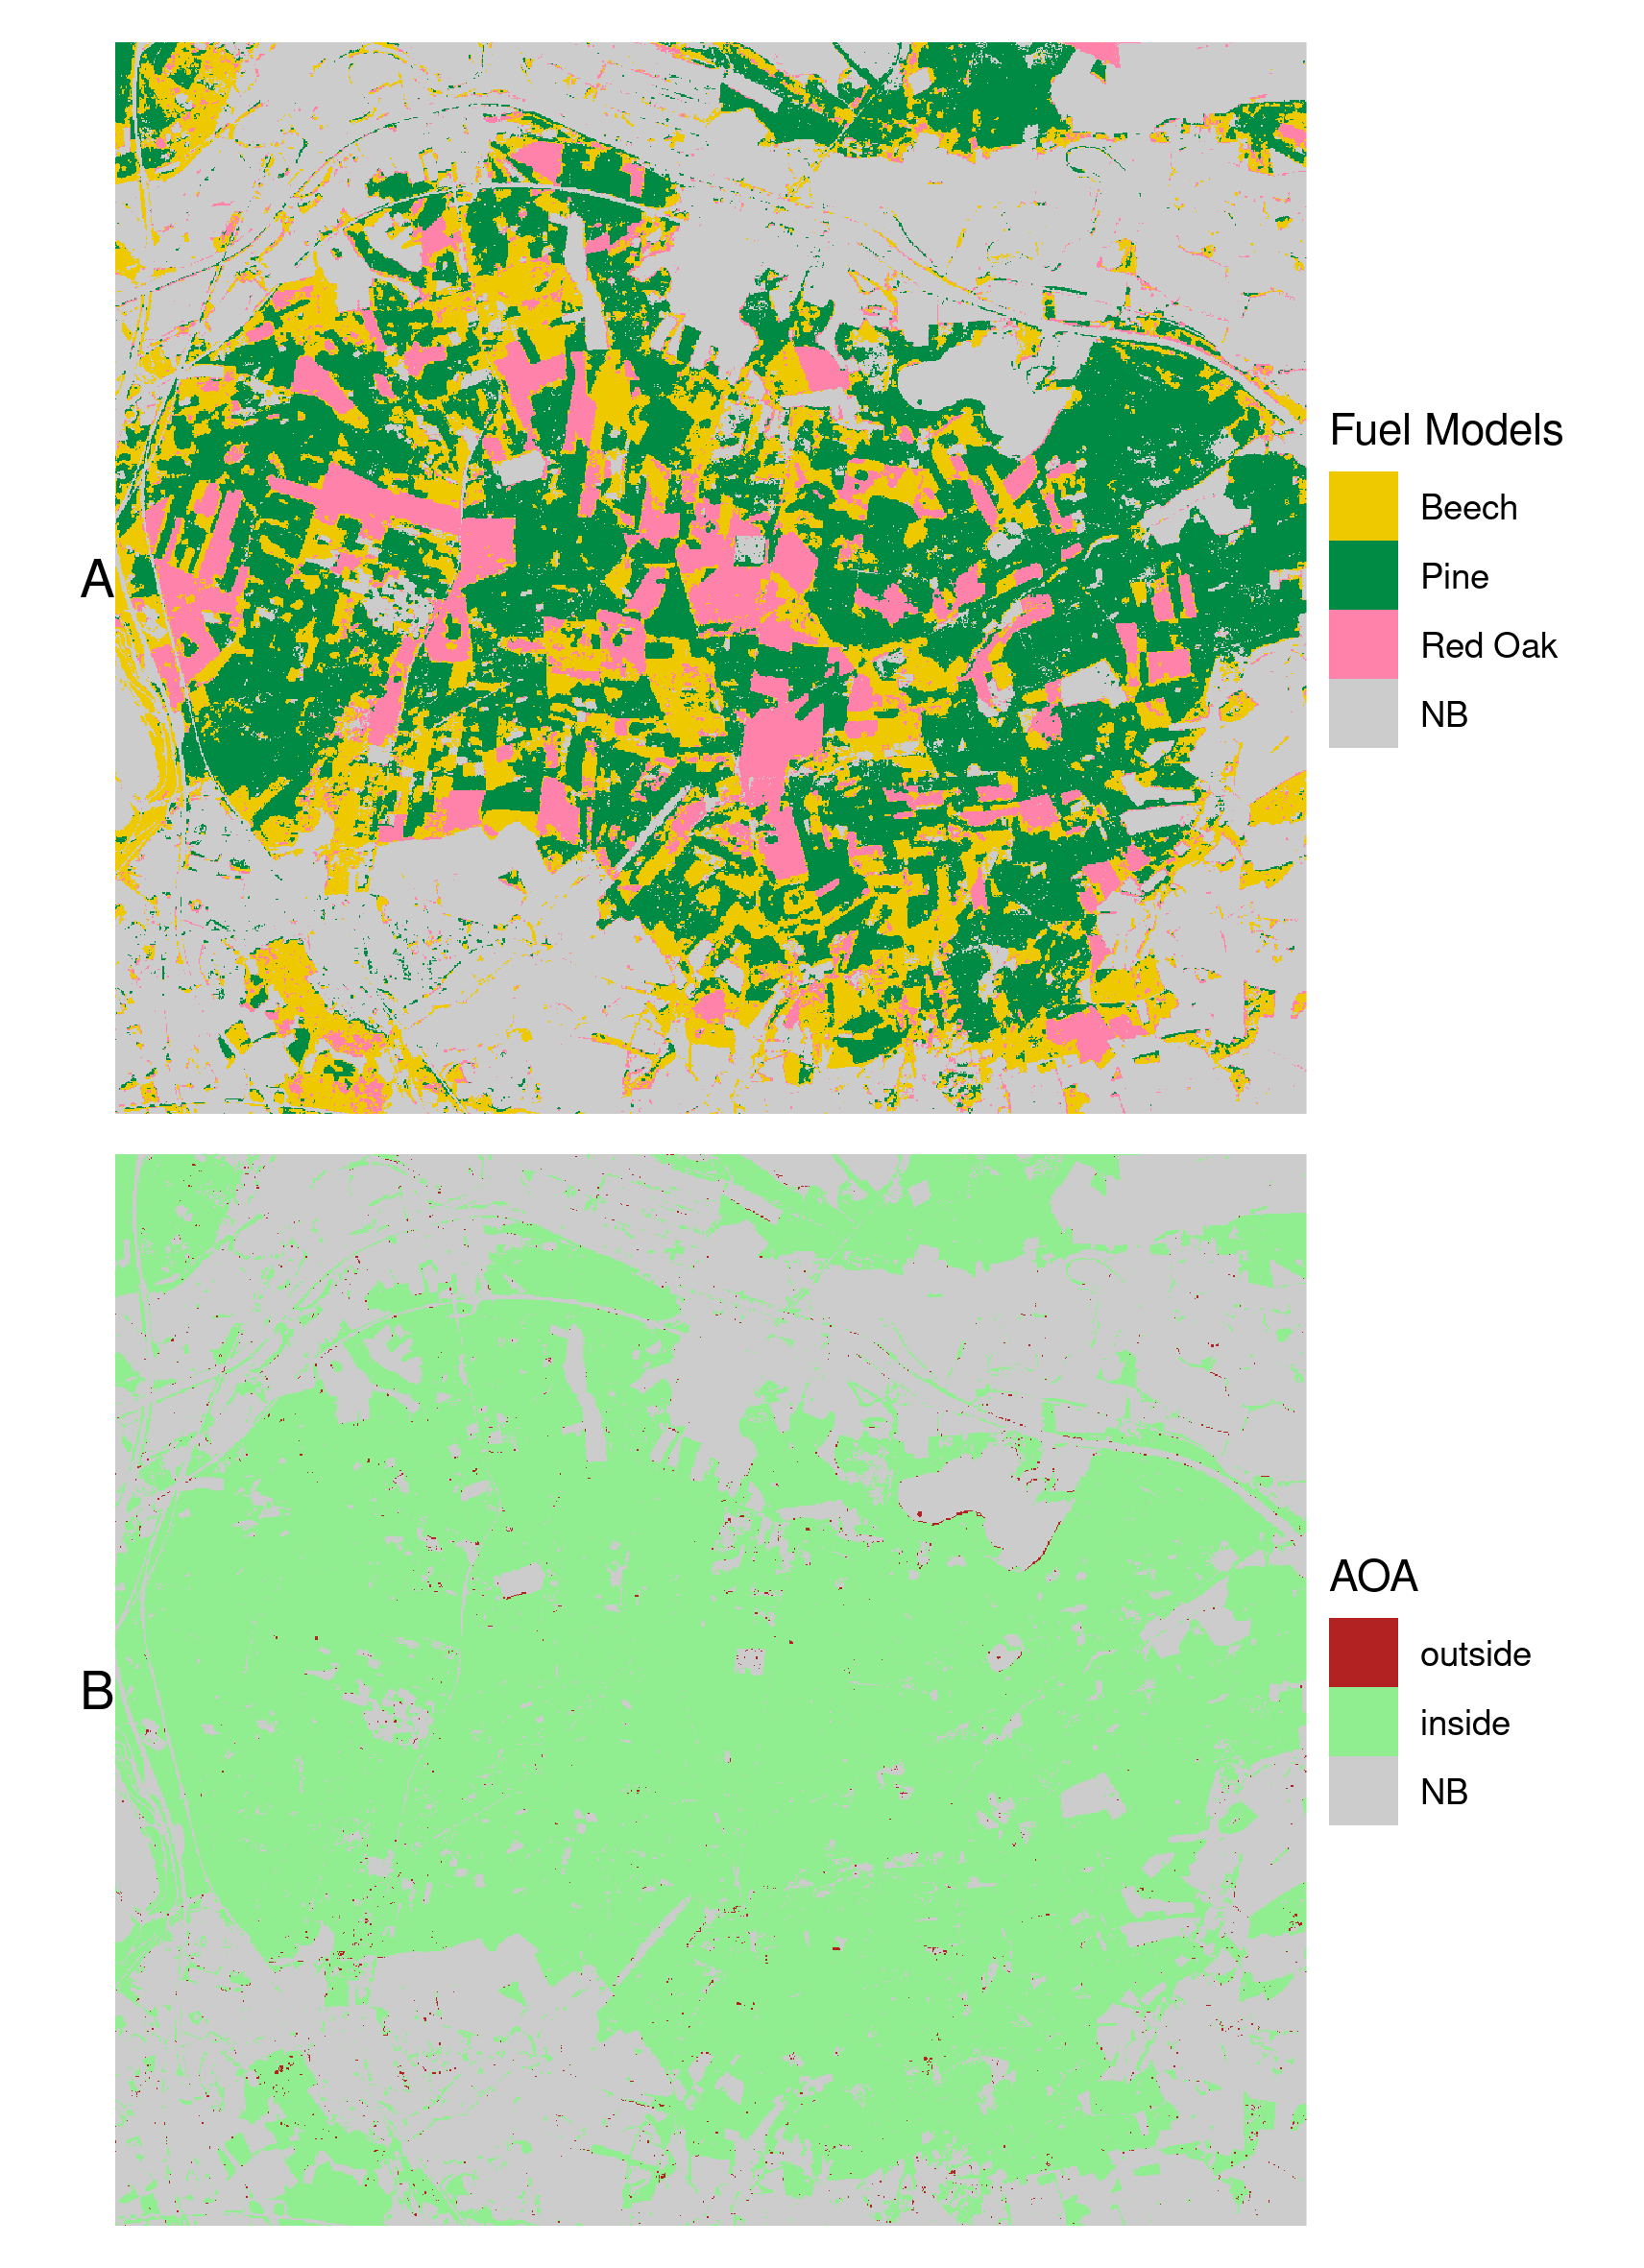 A
Fuel Models
Beech
Pine
Red Oak
NB
B
AOA
outside
inside
NB